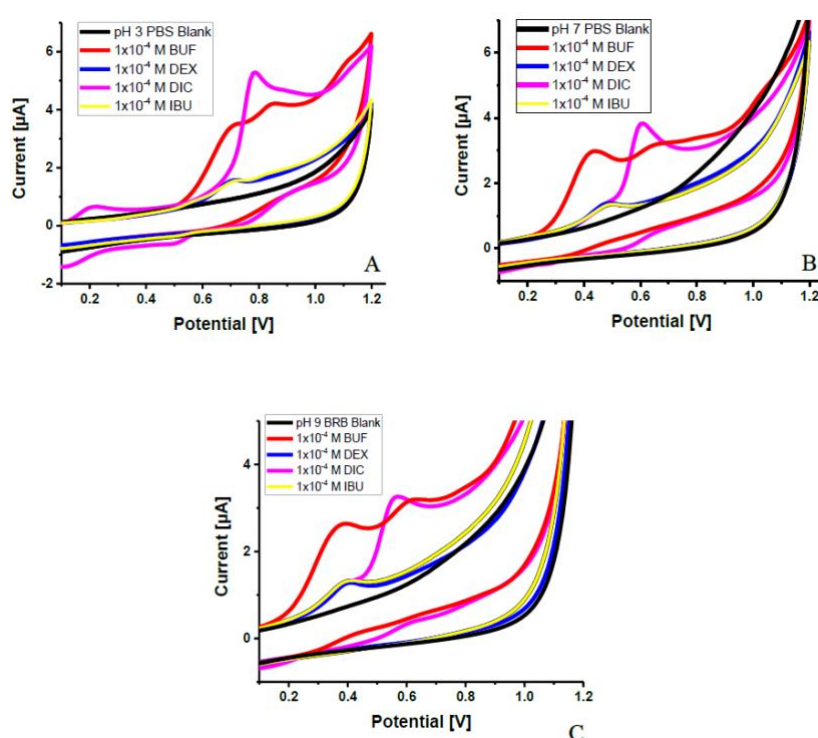 pH 3 PBS Blank
1x10⁻⁴ M BUF
1x10⁻⁴ M DEX
1x10⁻⁴ M DIC
1x10⁻⁴ M IBU
6
4
2
0
-2
Current [µA]
0.2 0.4 0.6 0.8 1.0 1.2
Potential [V]
A
pH 7 PBS Blank
1x10⁻⁴ M BUF
1x10⁻⁴ M DEX
1x10⁻⁴ M DIC
1x10⁻⁴ M IBU
6
4
2
0
Current [µA]
0.2 0.4 0.6 0.8 1.0 1.2
Potential [V]
B
pH 9 BRB Blank
1x10⁻⁴ M BUF
1x10⁻⁴ M DEX
1x10⁻⁴ M DIC
1x10⁻⁴ M IBU
4
2
0
Current [µA]
0.2 0.4 0.6 0.8 1.0 1.2
Potential [V]
C